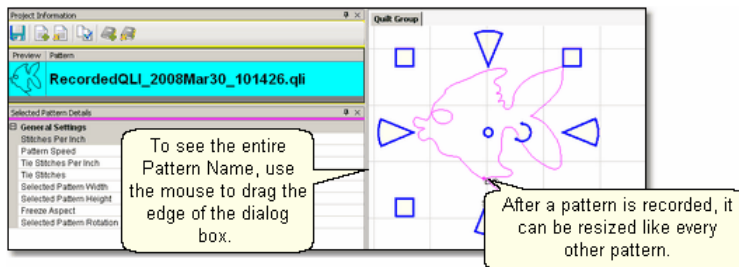 Project Information
Quilt Group
Preview Pattern
RecordedQLI_2008Mar30_101426.qli
Selected Pattern Details
General Settings
Stitches Per Inch
Pattern Speed
Tie Stitches Per Inch
Tie Stitches
Selected Pattern Width
Selected Pattern Height
Freeze Aspect
Selected Pattern Rotation
To see the entire
Pattern Name, use
the mouse to drag the
edge of the dialog
box.
After a pattern is recorded, it
can be resized like every
other pattern.